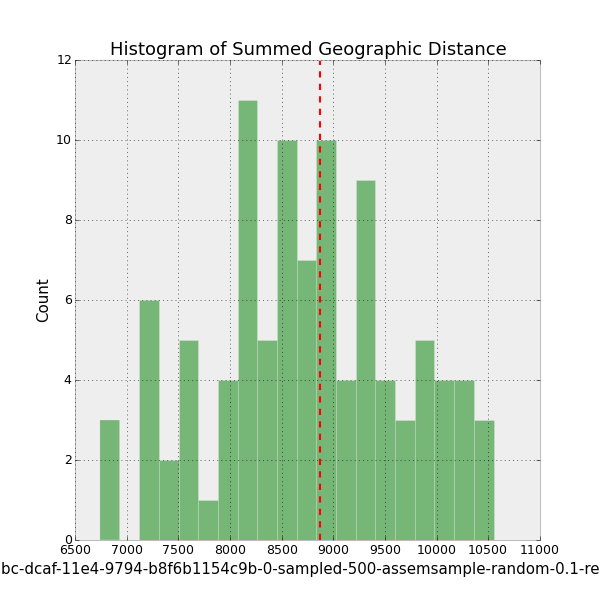 Histogram of Summed Geographic Distance
12
10
8
6
4
2
0
Count
6500 7000 7500 8000 8500 9000 9500 10000 10500 11000
bc-dcaf-11e4-9794-b8f6b1154c9b-0-sampled-500-assemsample-random-0.1-re